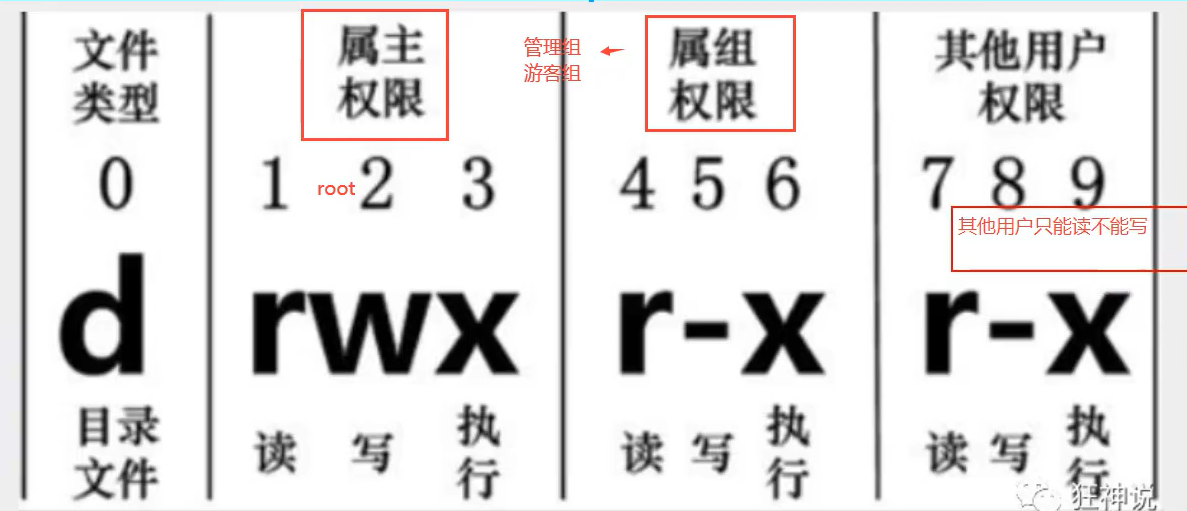 文件
类型
属主
权限
管理组
游客组
属组
权限
其他用户
权限
0
1 root 2 3
4 5 6
7 8 9
其他用户只能读不能写
d
rwx
r-x
r-x
目录
文件
读 写 执行
读 写 执行
读 写 执行
狂神说